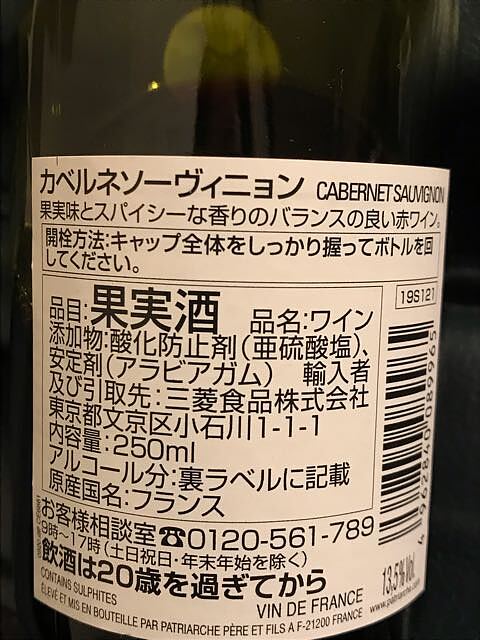 カベルネソーヴィニョン CABERNET SAUVIGNON
果実味とスパイシーな香りのバランスの良い赤ワイン。
開栓方法:キャップ全体をしっかり握ってボトルを回
してください。
19S121
品目:果実酒 品名:ワイン
添加物:酸化防止剤(亜硫酸塩)、
安定剤(アラビアガム) 輸入者
及び引取先:三菱食品株式会社
東京都文京区小石川1-1-1
内容量:250ml
アルコール分:裏ラベルに記載
原産国名:フランス
4 962840 089965
お客様相談室☎0120-561-789
9時~17時(土日祝日・年末年始を除く)
飲酒は20歳を過ぎてから
13.5% Vol.
CONTAINS SULPHITES
VIN DE FRANCE
www.patriarche.com
ÉLEVÉ ET MIS EN BOUTEILLE PAR PATRIARCHE PÈRE ET FILS À F-21200 FRANCE